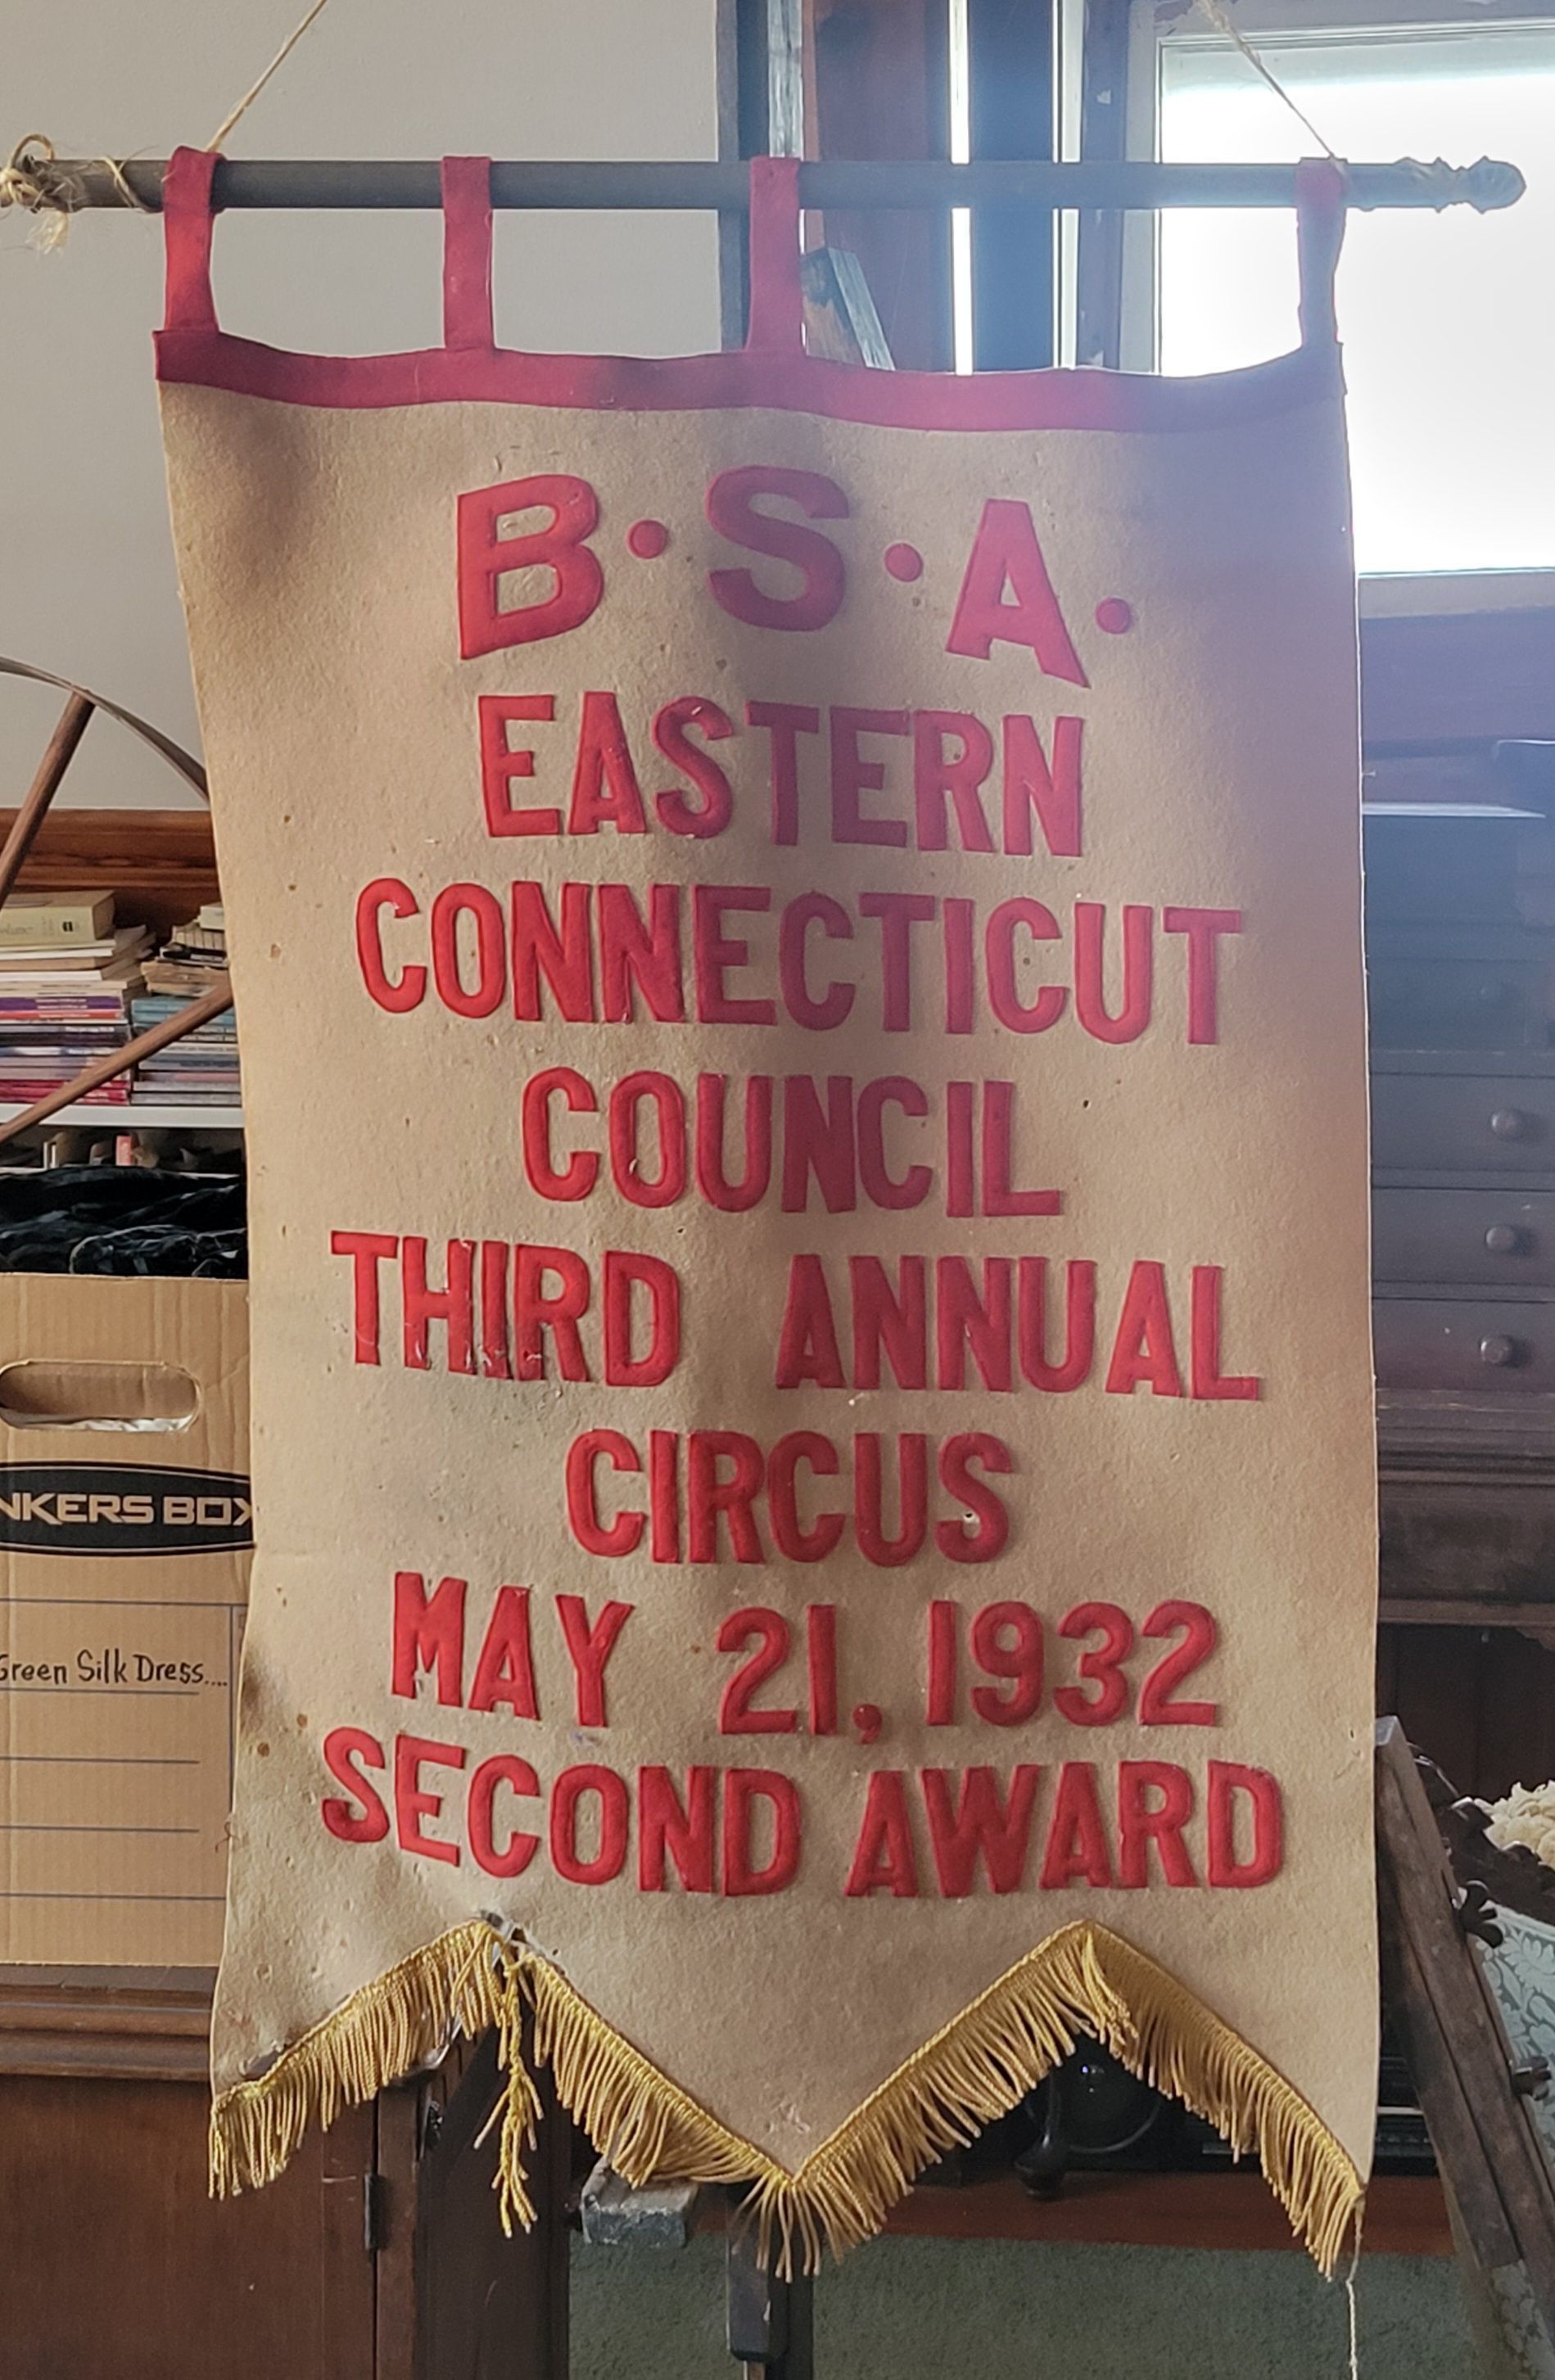 B·S·A·
EASTERN
CONNECTICUT
COUNCIL
THIRD ANNUAL
CIRCUS
MAY 21, 1932
SECOND AWARD
NKERS BOX
Green Silk Dress....